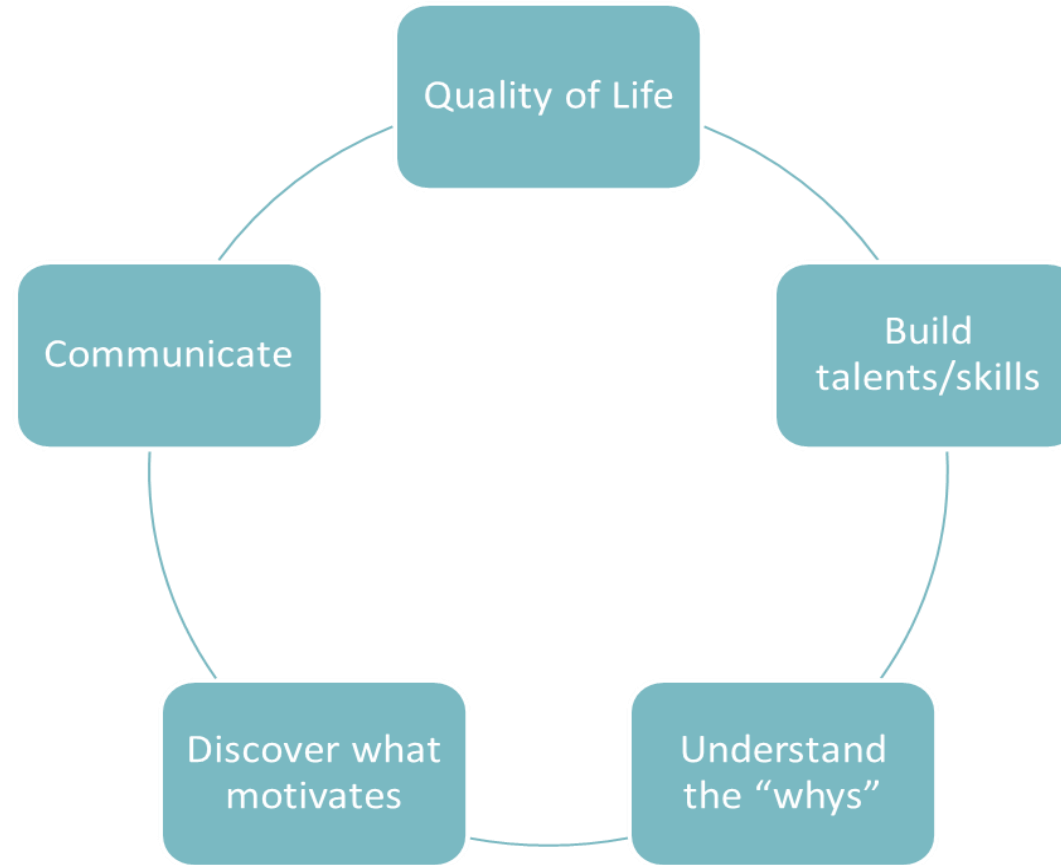 Quality of Life
Build
talents/skills
Understand
the “whys”
Discover what
motivates
Communicate